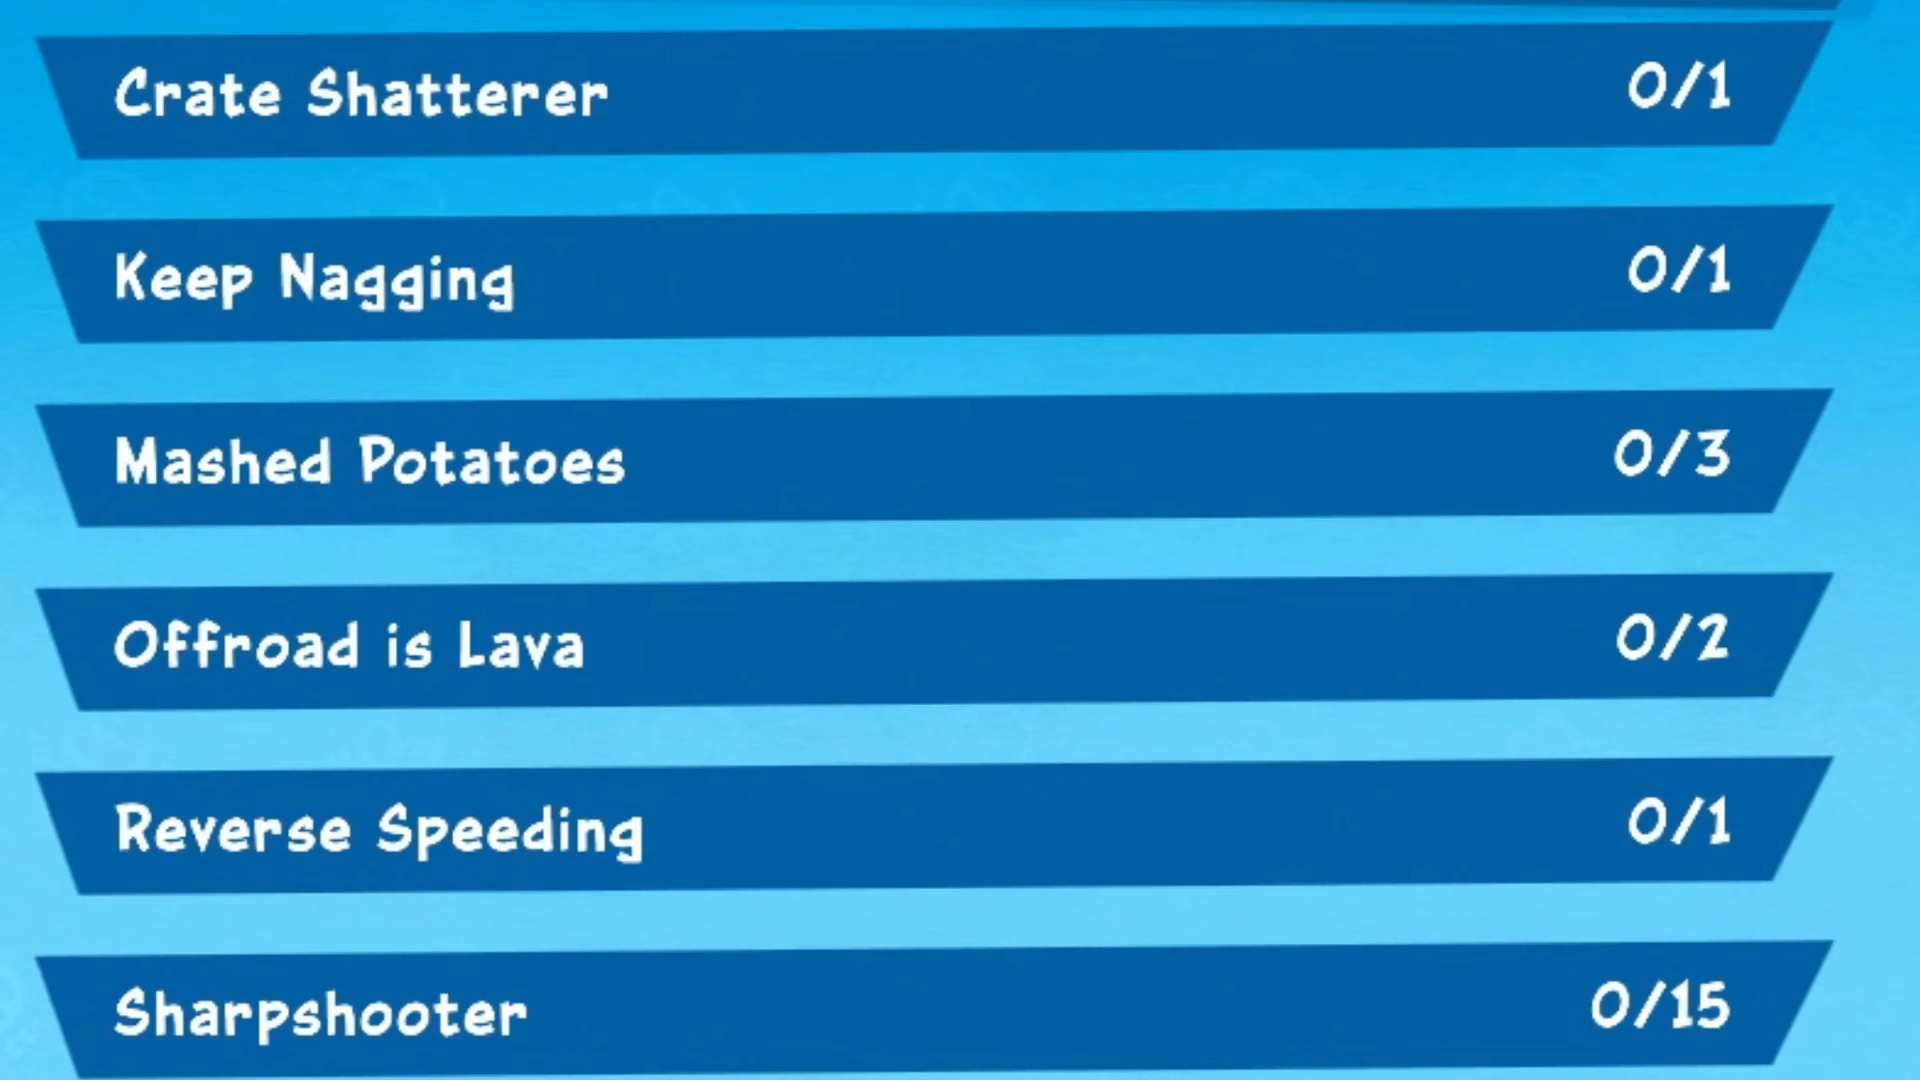 Crate Shatterer 0/1
Keep Nagging 0/1
Mashed Potatoes 0/3
Offroad is Lava 0/2
Reverse Speeding 0/1
Sharpshooter 0/15